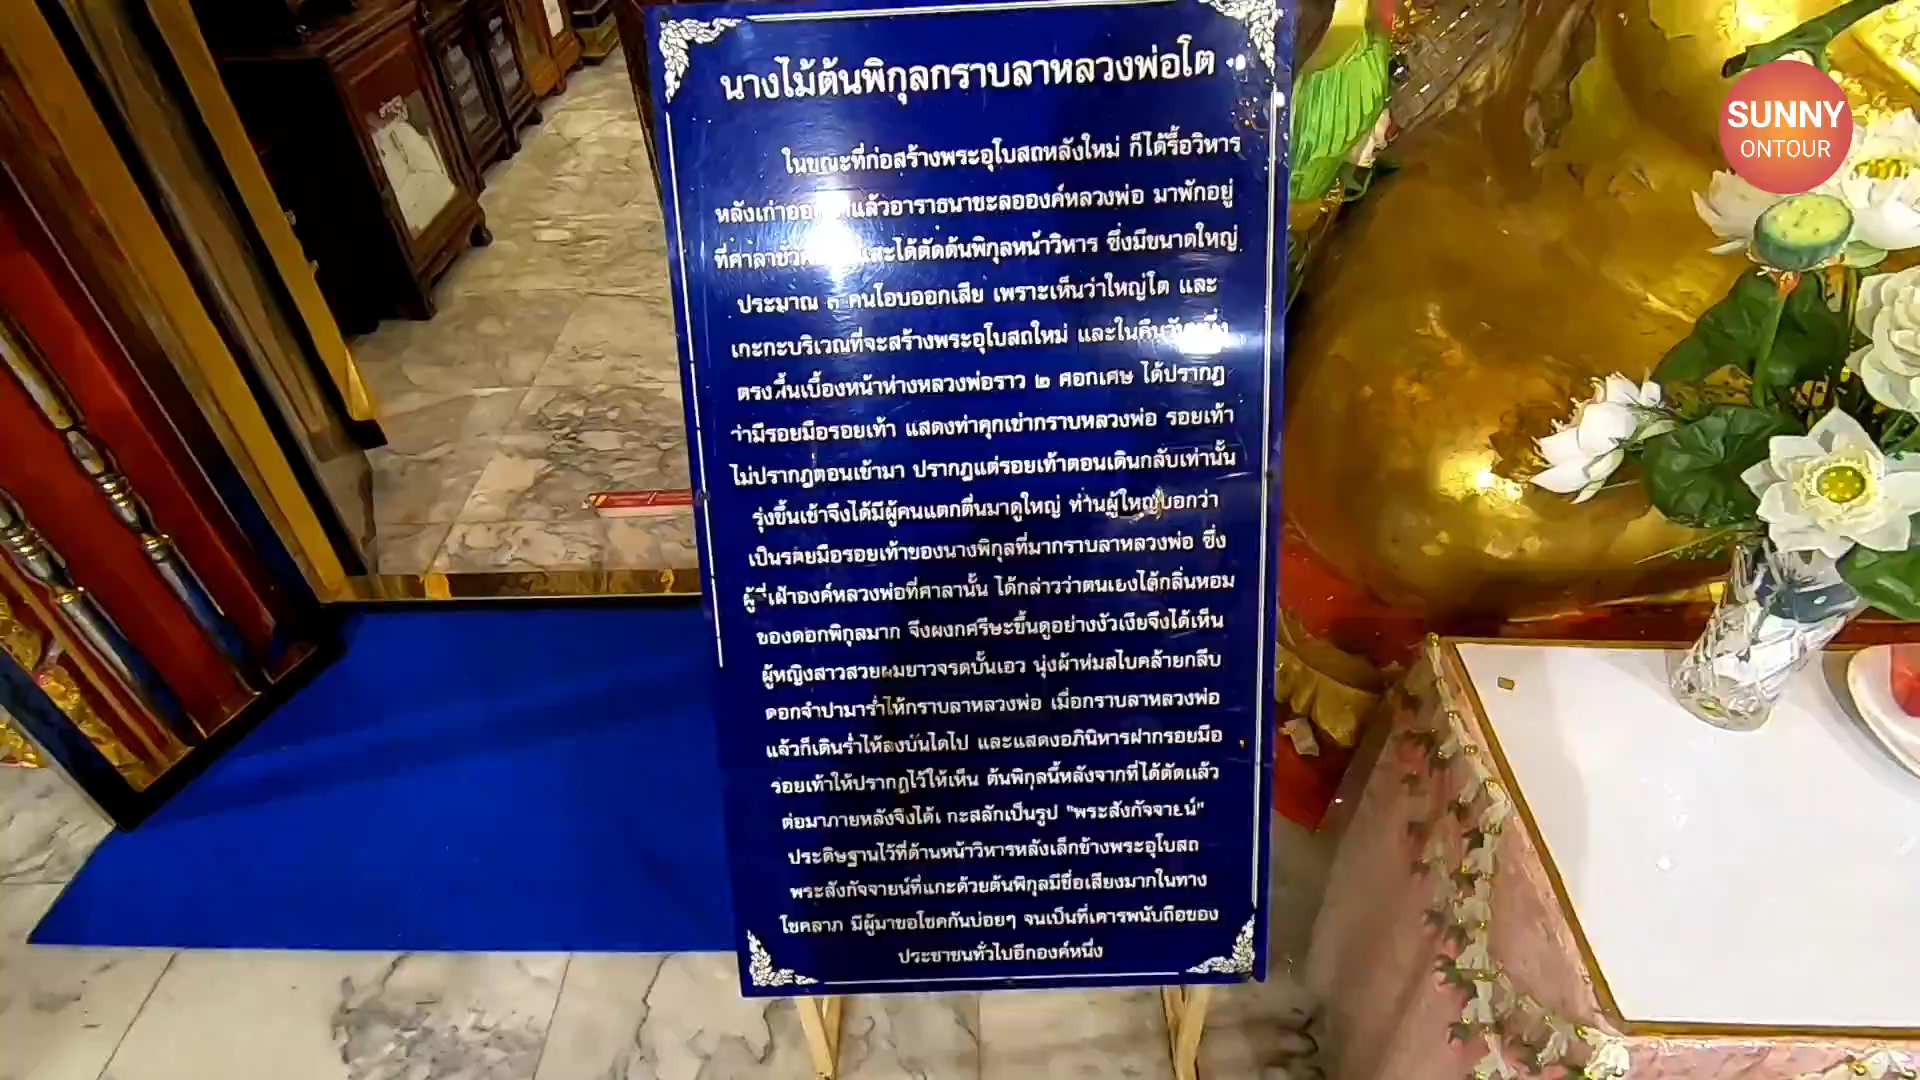 นางไม้ต้นพิกุลกราบลาหลวงพ่อโต
ในขณะที่ก่อสร้างพระอุโบสถหลังใหม่ ก็ได้รื้อวิหาร
หลังเก่าออก แล้วอาราธนาชะลอองค์หลวงพ่อ มาพักอยู่
และได้ตัดต้นพิกุลหน้าวิหาร ซึ่งมีขนาดใหญ่
ประมาณ ๓ คนโอบออกเสีย เพราะเห็นว่าใหญ่โต และ
เกะกะบริเวณที่จะสร้างพระอุโบสถใหม่ และในคืนวันหนึ่ง
ตรงพื้นเบื้องหน้าห่างหลวงพ่อราว ๒ ศอกเศษ ได้ปรากฏ
ว่ามีรอยมือรอยเท้า แสดงท่าคุกเข่ากราบหลวงพ่อ รอยเท้า
ไม่ปรากฏตอนเข้ามา ปรากฏแต่รอยเท้าตอนเดินกลับเท่านั้น
รุ่งขึ้นเช้าจึงได้มีผู้คนแตกตื่นมาดูใหญ่ ท่านผู้ใหญ่บอกว่า
เป็นรอยมือรอยเท้าของนางพิกุลที่มากราบลาหลวงพ่อ ซึ่ง
ผู้ที่เฝ้าองค์หลวงพ่อที่ศาลานั้น ได้กล่าวว่าตนเองได้กลิ่นหอม
ของดอกพิกุลมาก จึงผงกศรีษะขึ้นดูอย่างงัวเงียจึงได้เห็น
ผู้หญิงสาวสวยผมยาวจรดบั้นเอว นุ่งผ้าห่มสไบคล้ายกลีบ
ดอกจำปามาร่ำไห้กราบลาหลวงพ่อ เมื่อกราบลาหลวงพ่อ
แล้วก็เดินร่ำไห้ลงบันไดไป และแสดงอภินิหารฝากรอยมือ
รอยเท้าให้ปรากฏไว้ให้เห็น ต้นพิกุลนี้หลังจากที่ได้ตัดแล้ว
ต่อมาภายหลังจึงได้แกะสลักเป็นรูป "พระสังกัจจายน์"
ประดิษฐานไว้ที่ด้านหน้าวิหารหลังเล็กข้างพระอุโบสถ
พระสังกัจจายน์ที่แกะด้วยต้นพิกุลมีชื่อเสียงมากในทาง
โชคลาภ มีผู้มาขอโชคกันบ่อยๆ จนเป็นที่เคารพนับถือของ
ประชาชนทั่วไปอีกองค์หนึ่ง
SUNNY
ONTOUR